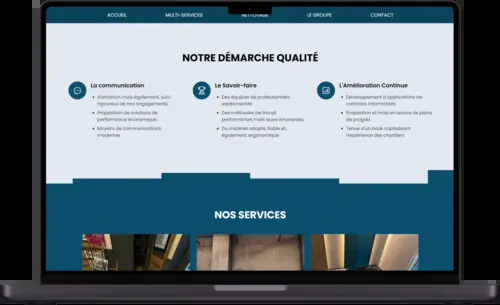 ACCUEIL MULTI-SERVICES NETTOYAGE LE GROUPE CONTACT
NOTRE DÉMARCHE QUALITÉ
La communication
Animation mais également, suivi
rigoureux de nos engagements.
Proposition de solutions de
performance économique.
Moyens de communications
modernes
Le Savoir-faire
Des équipes de professionnels
expérimentés
Des méthodes de travail
performantes mais aussi innovantes
Du matériel adapté, fiable et
également, ergonomique
L'Amélioration Continue
Développement d'applications de
contrôles informatisés
Proposition et mise en oeuvre de plans
de progrès
Tenue d'un book capitalisant
l'expérience des chantiers
NOS SERVICES